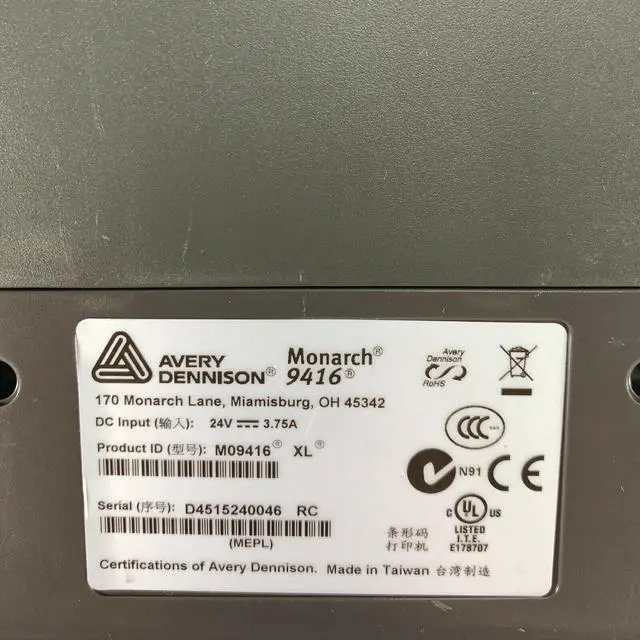 AVERY
DENNISON®
Monarch®
9416®
Avery
Dennison
RoHS
170 Monarch Lane, Miamisburg, OH 45342
DC Input (输入): 24V 3.75A
Product ID (型号): M09416® XL®
CCC
N91 CE
Serial (序号): D4515240046 RC
(MEPL)
条形码
打印机
C UL® US
LISTED
I.T.E.
E178707
Certifications of Avery Dennison. Made in Taiwan 台湾制造